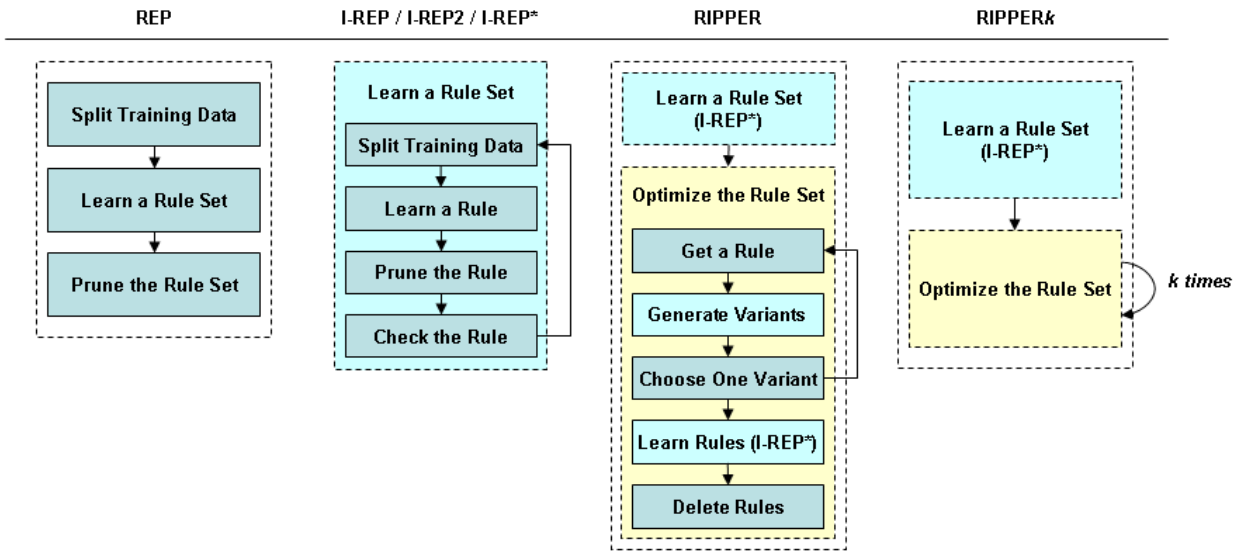 REP
I-REP / I-REP2 / I-REP*
RIPPER
RIPPERk
Split Training Data
Learn a Rule Set
Prune the Rule Set
Learn a Rule Set
Split Training Data
Learn a Rule
Prune the Rule
Check the Rule
Learn a Rule Set
(I-REP*)
Optimize the Rule Set
Get a Rule
Generate Variants
Choose One Variant
Learn Rules (I-REP*)
Delete Rules
Learn a Rule Set
(I-REP*)
Optimize the Rule Set
k times